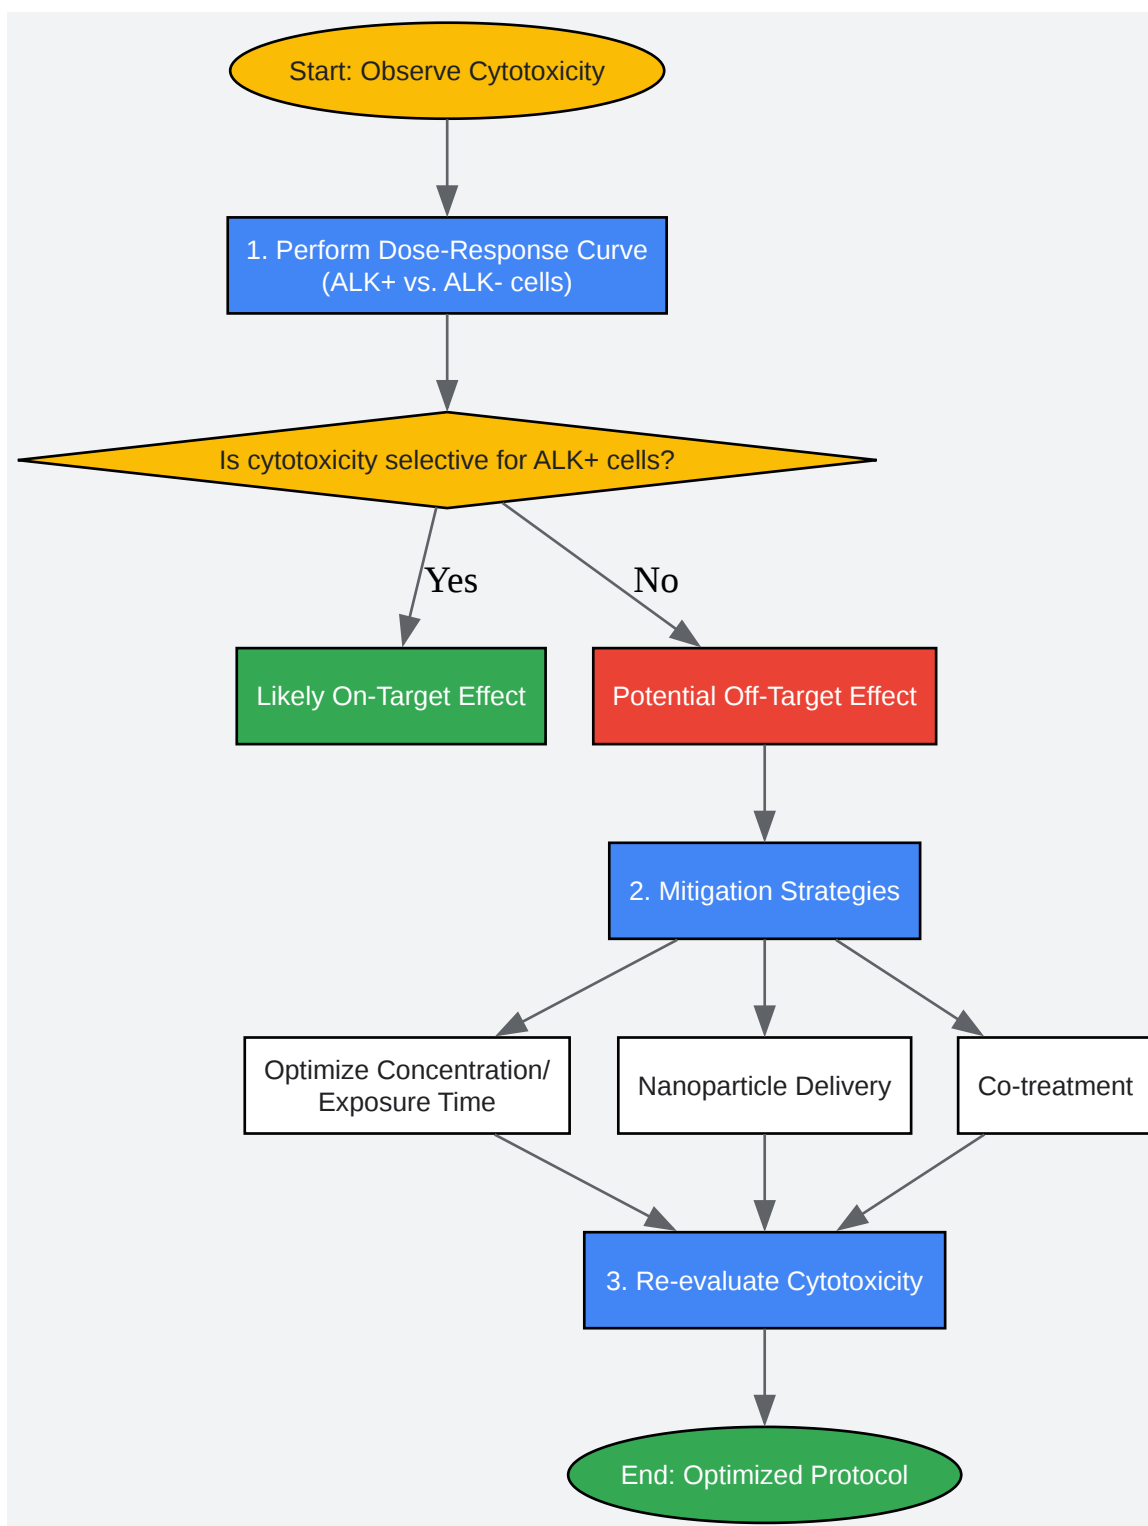 Start: Observe Cytotoxicity
1. Perform Dose-Response Curve
(ALK+ vs. ALK- cells)
Is cytotoxicity selective for ALK+ cells?
Yes
No
Likely On-Target Effect
Potential Off-Target Effect
2. Mitigation Strategies
Optimize Concentration/
Exposure Time
Nanoparticle Delivery
Co-treatment
3. Re-evaluate Cytotoxicity
End: Optimized Protocol